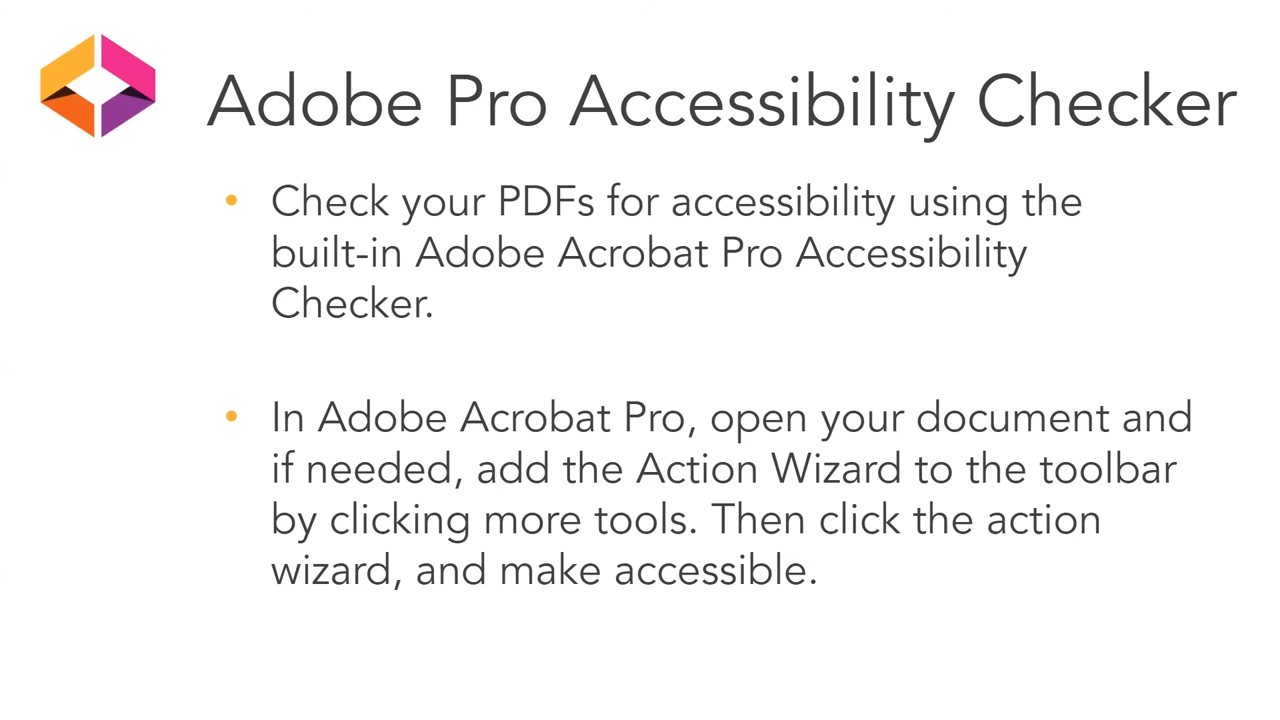 Adobe Pro Accessibility Checker
• Check your PDFs for accessibility using the
built-in Adobe Acrobat Pro Accessibility
Checker.
• In Adobe Acrobat Pro, open your document and
if needed, add the Action Wizard to the toolbar
by clicking more tools. Then click the action
wizard, and make accessible.